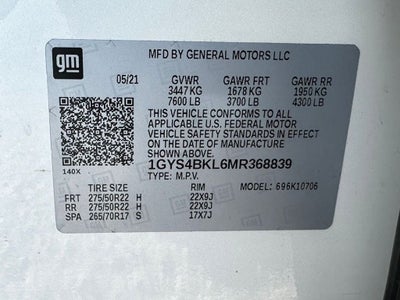 gm
MFD BY GENERAL MOTORS LLC
05/21 GVWR GAWR FRT GAWR RR
3447 KG 1678 KG 1950 KG
7600 LB 3700 LB 4300 LB
THIS VEHICLE CONFORMS TO ALL APPLICABLE
U.S. FEDERAL MOTOR
VEHICLE SAFETY STANDARDS IN
EFFECT ON THE DATE OF MANUFACTURE
SHOWN ABOVE.
1GYS4BKL6MR368839
140X TYPE: M.P.V.
TIRE SIZE RIM MODEL: 696K10706
FRT 275/50R22 H 22X9J
RR 275/50R22 H 22X9J
SPA 265/70R17 S 17X7J